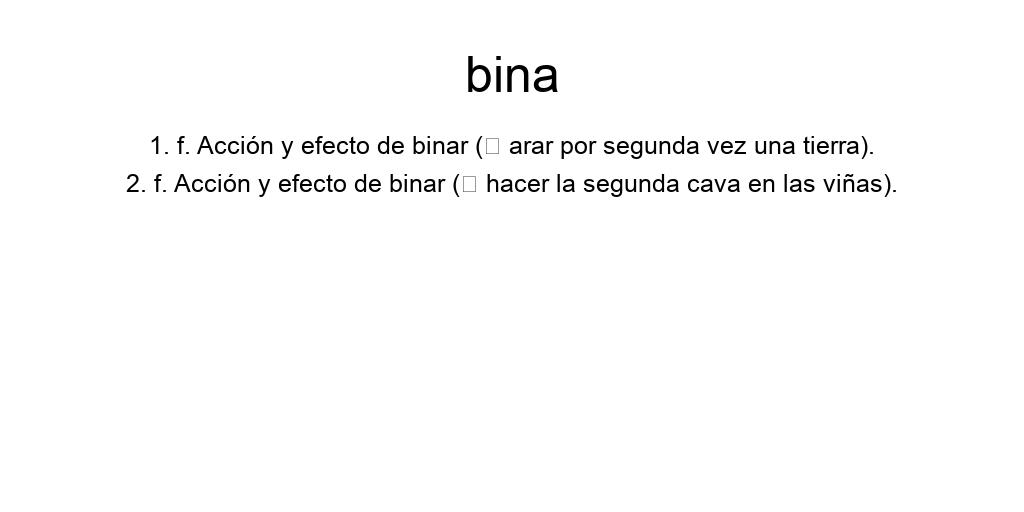 bina
1. f. Acción y efecto de binar (□ arar por segunda vez una tierra).
2. f. Acción y efecto de binar (□ hacer la segunda cava en las viñas).